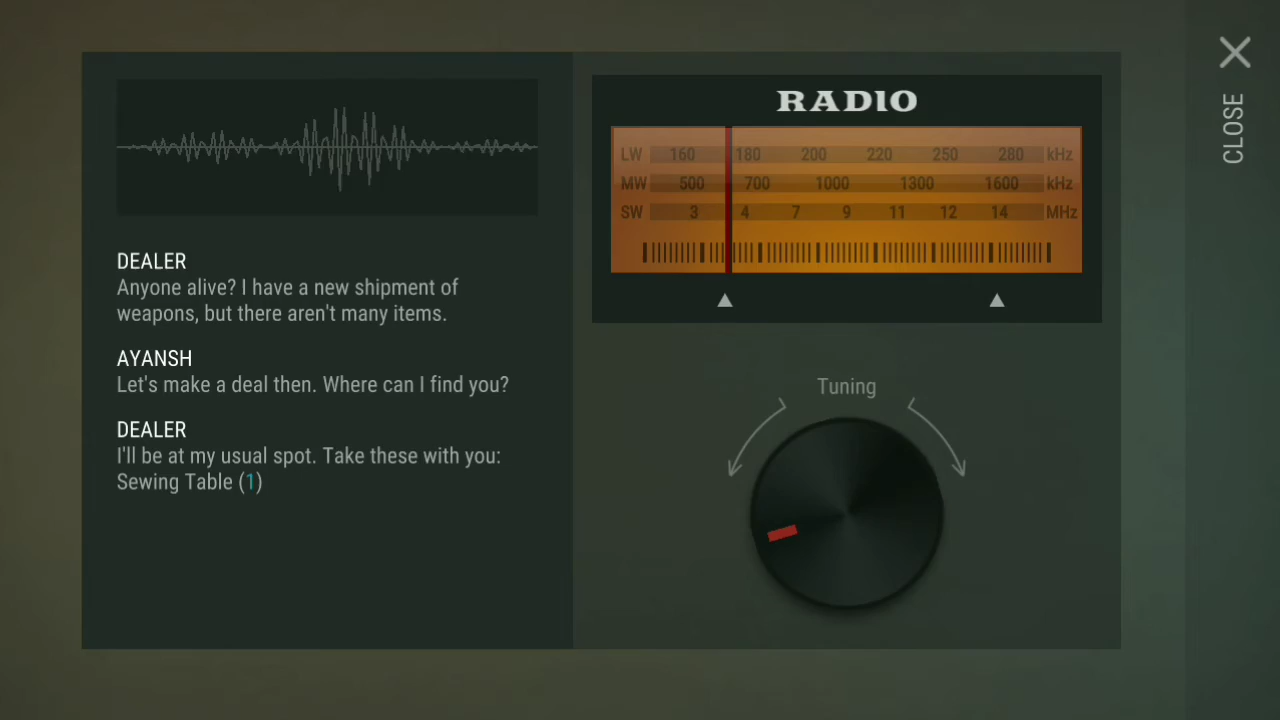 DEALER
Anyone alive? I have a new shipment of
weapons, but there aren't many items.
AYANSH
Let's make a deal then. Where can I find you?
DEALER
I'll be at my usual spot. Take these with you:
Sewing Table (1)
RADIO
LW 160 180 200 220 250 280 kHz
MW 500 700 1000 1300 1600 kHz
SW 3 4 7 9 11 12 14 MHz
Tuning
CLOSE